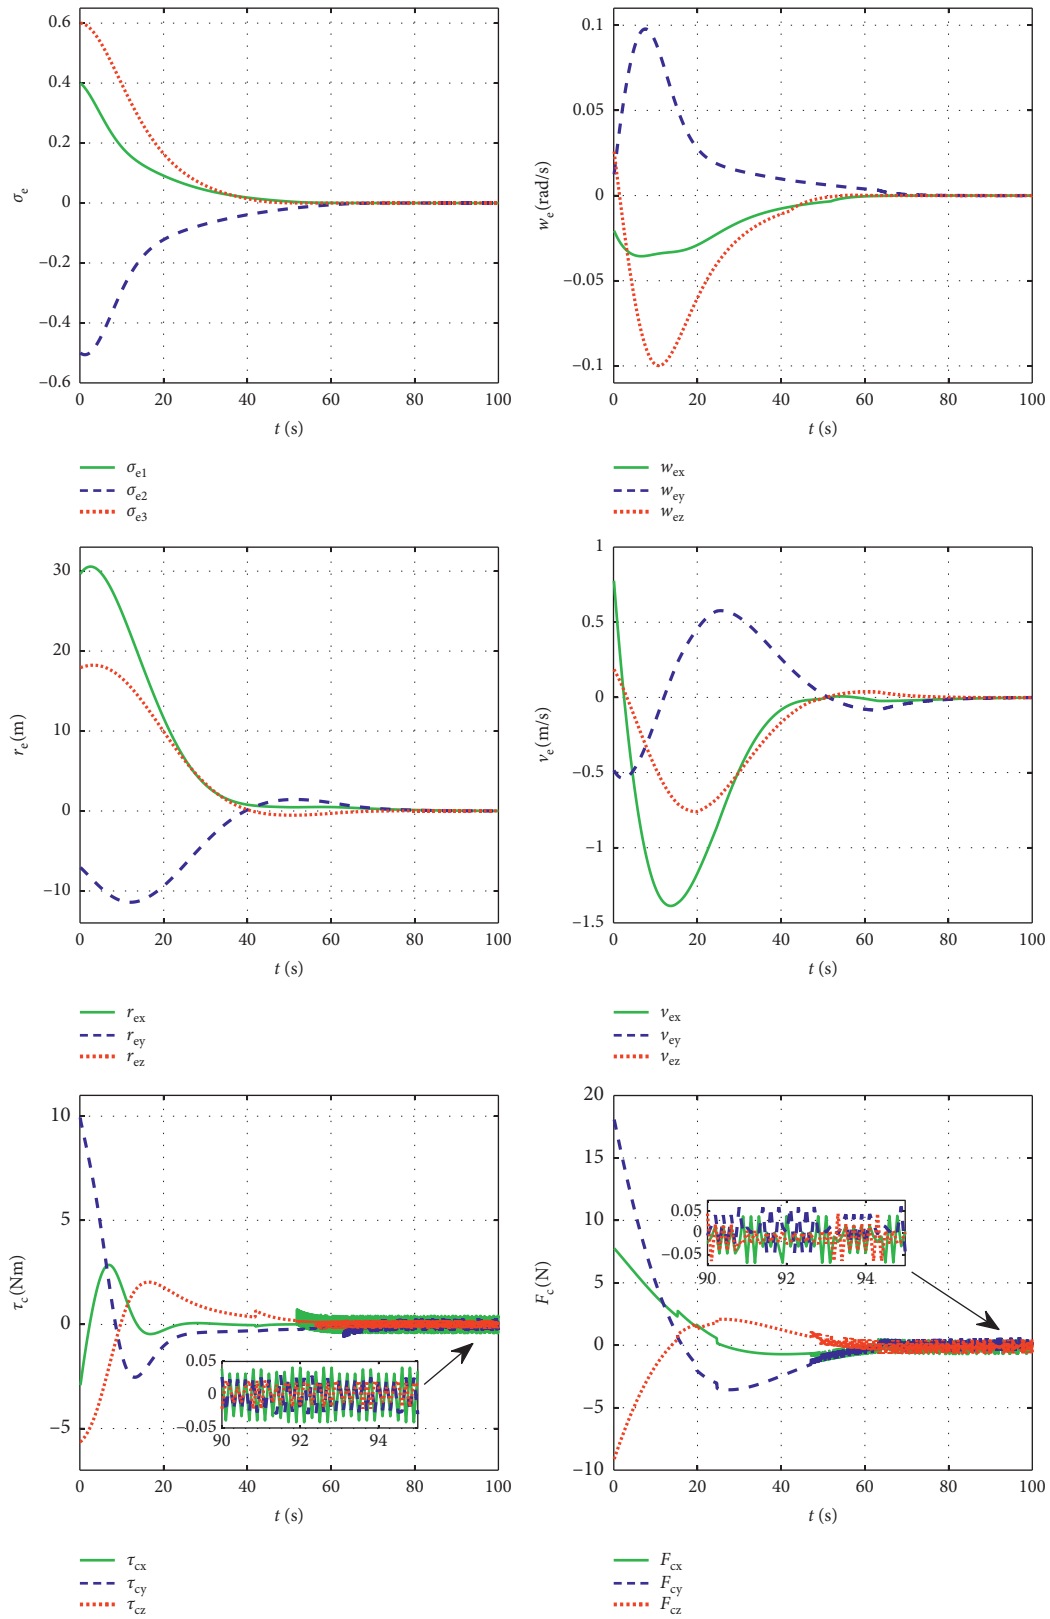 0.6
0.4
0.2
0
−0.2
−0.4
−0.6
σe
0 20 40 60 80 100
t (s)
σe1
σe2
σe3
0.1
0.05
0
−0.05
−0.1
we(rad/s)
0 20 40 60 80 100
t (s)
wex
wey
wez
30
20
10
0
−10
re(m)
0 20 40 60 80 100
t (s)
rex
rey
rez
1
0.5
0
−0.5
−1
−1.5
ve(m/s)
0 20 40 60 80 100
t (s)
vex
vey
vez
10
5
0
−5
τc(Nm)
0.05
0
−0.05
90 92 94
0 20 40 60 80 100
t (s)
τcx
τcy
τcz
20
15
10
5
0
−5
−10
Fc(N)
0.05
0
−0.05
90 92 94
0 20 40 60 80 100
t (s)
Fcx
Fcy
Fcz